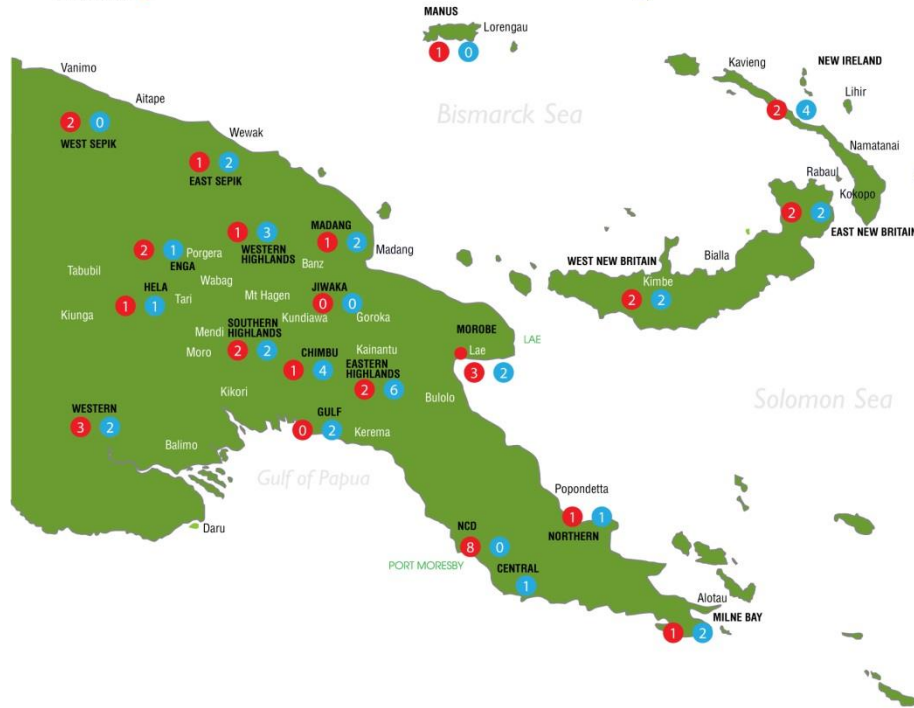 MANUS
Lorengau
1 0
Vanimo
Aitape
Wewak
2 0
WEST SEPIK
1 2
EAST SEPIK
Bismarck Sea
Kavieng
NEW IRELAND
Lihir
2 4
Namatanai
Rabaul
Kokopo
2 2
EAST NEW BRITAIN
1 3
WESTERN
HIGHLANDS
MADANG
1 2
Madang
Banz
2 1
ENGA
Porgera
Wabag
Tabubil
HELA
1 1
Tari
Kiunga
Mt Hagen
JIWAKA
0 0
Kundiawa
Goroka
WEST NEW BRITAIN
Bialla
Kimbe
2 2
Mendi
SOUTHERN
HIGHLANDS
Moro
2 2
CHIMBU
1 4
Kainantu
EASTERN
HIGHLANDS
2 6
MOROBE
Lae
LAE
3 2
Bulolo
Kikori
GULF
0 2
Kerema
WESTERN
3 2
Balimo
Solomon Sea
Gulf of Papua
Daru
Popondetta
1 1
NORTHERN
NCD
8 0
PORT MORESBY
CENTRAL
1
Alotau
MILNE BAY
1 2